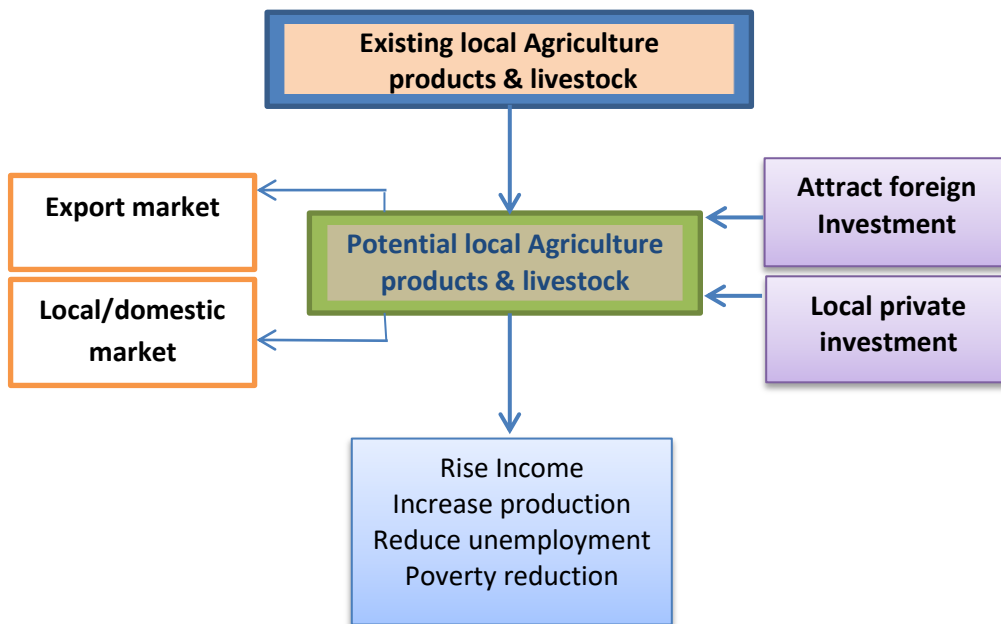 Existing local Agriculture
products & livestock
Export market
Attract foreign
Investment
Potential local Agriculture
products & livestock
Local/domestic
market
Local private
investment
Rise Income
Increase production
Reduce unemployment
Poverty reduction